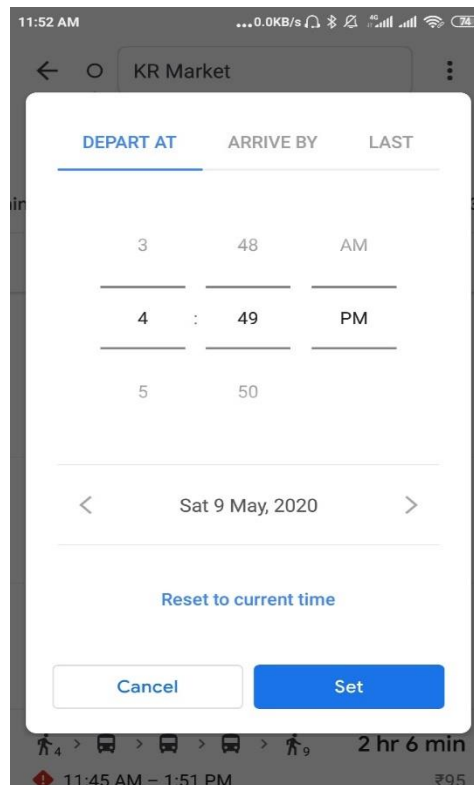 11:52 AM ...0.0KB/s 4G 74
KR Market
DEPART AT ARRIVE BY LAST
3 48 AM
4 : 49 PM
5 50
Sat 9 May, 2020
Reset to current time
Cancel Set
4 9 2 hr 6 min
11:45 AM – 1:51 PM ₹95